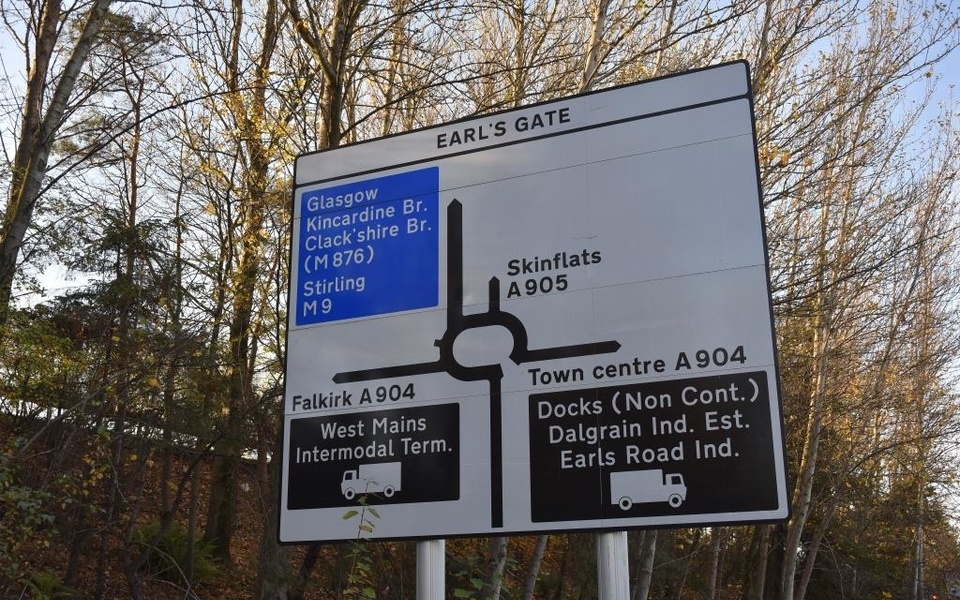 EARL'S GATE
Glasgow
Kincardine Br.
Clack'shire Br.
(M 876)
Stirling
M 9
Skinflats
A 905
Town centre A 904
Falkirk A 904
West Mains
Intermodal Term.
Docks (Non Cont.)
Dalgrain Ind. Est.
Earls Road Ind.